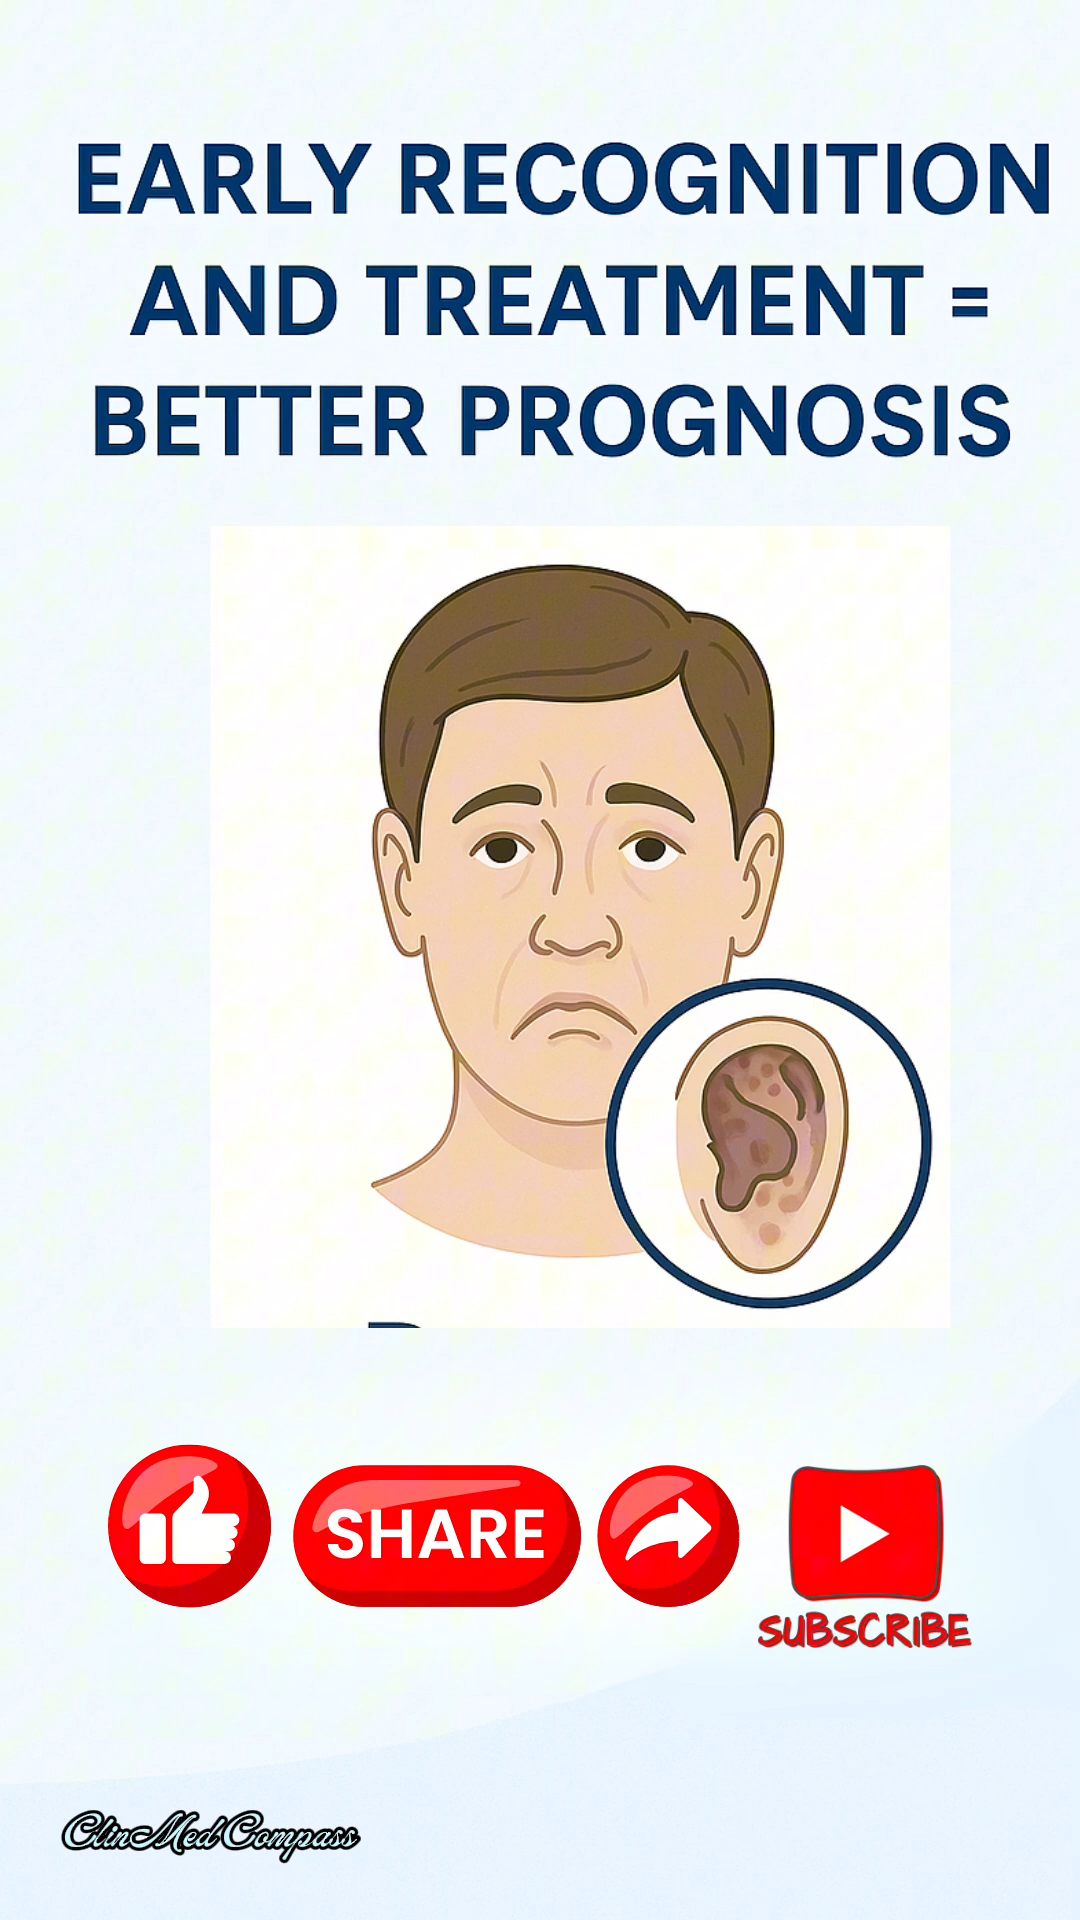 EARLY RECOGNITION
AND TREATMENT =
BETTER PROGNOSIS
SHARE
SUBSCRIBE
ClinMedCompass